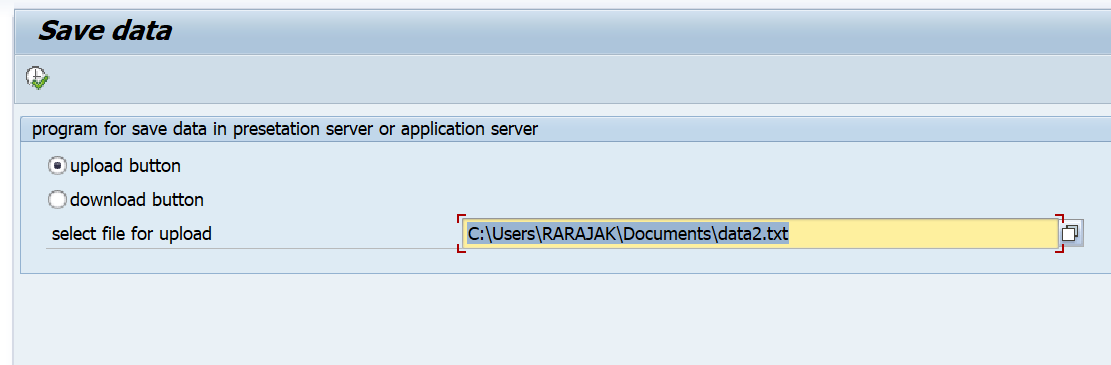 Save data
program for save data in presetation server or application server
upload button
download button
select file for upload C:\Users\RARAJAK\Documents\data2.txt